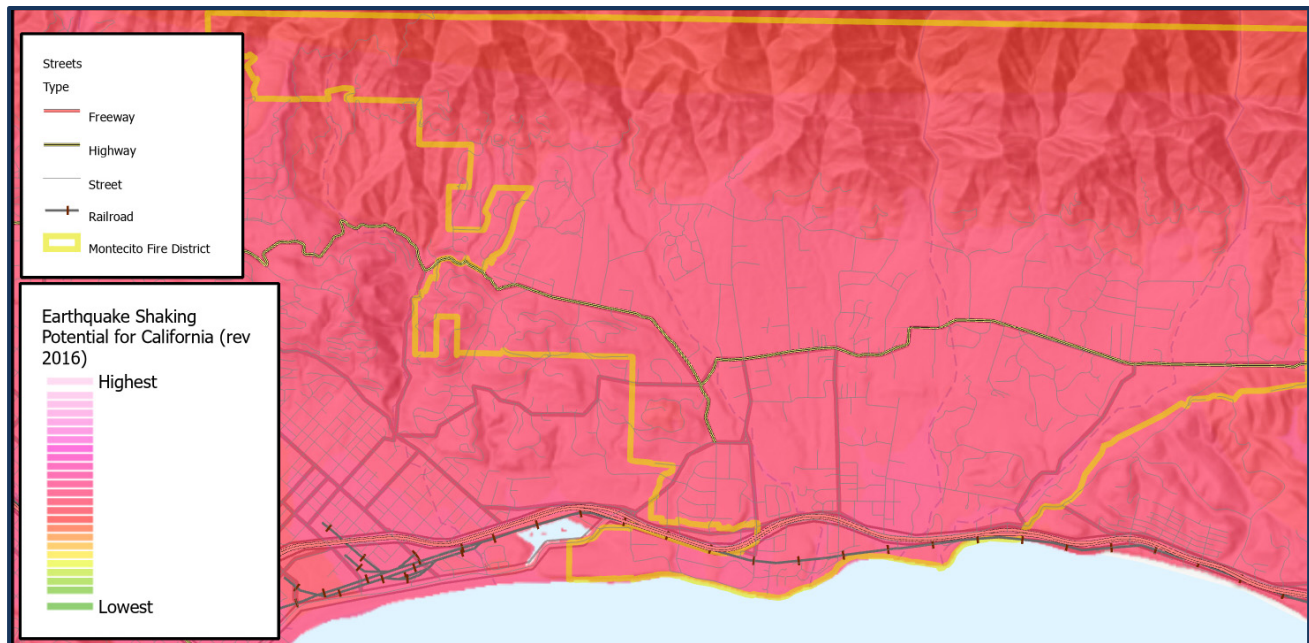 Streets
Type
Freeway
Highway
Street
Railroad
Montecito Fire District
Earthquake Shaking
Potential for California (rev
2016)
Highest
Lowest